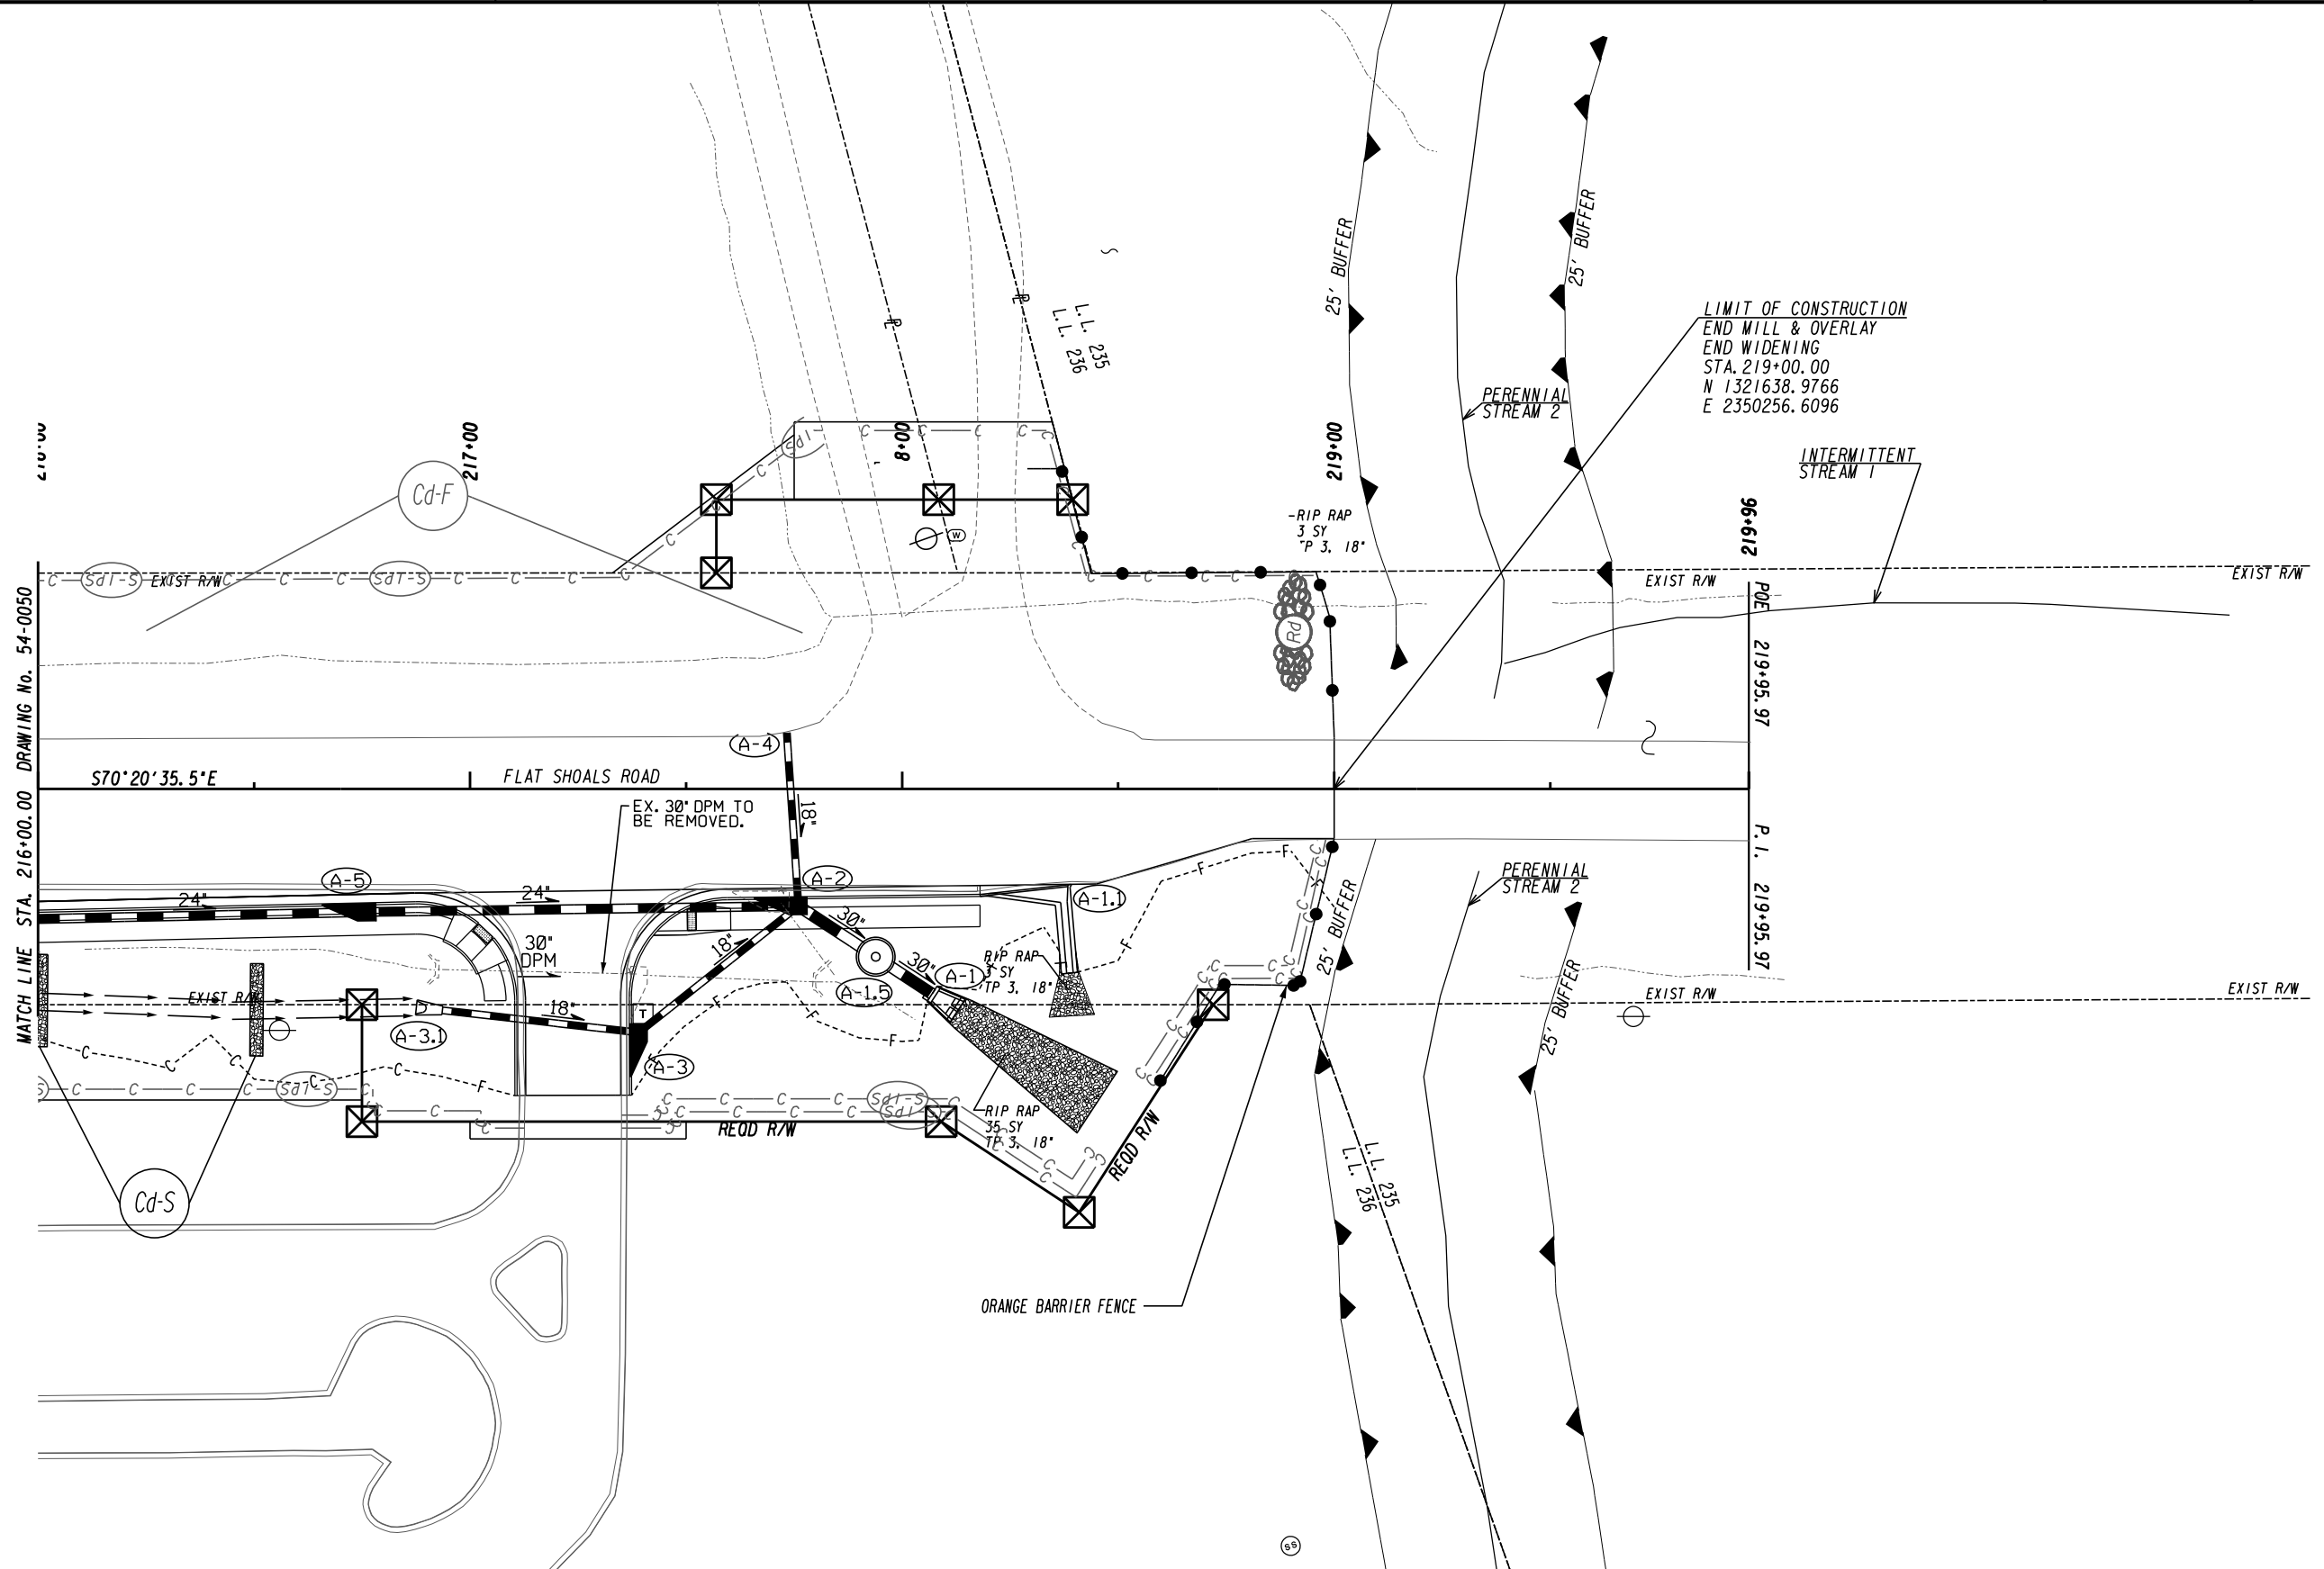 25' BUFFER
25' BUFFER
LIMIT OF CONSTRUCTION
END MILL & OVERLAY
END WIDENING
STA. 219+00.00
N 1321638.9766
E 2350256.6096
L.L. 235
L.L. 236
PERENNIAL
STREAM 2
INTERMITTENT
STREAM 1
217+00
8+00
219+00
219+96
Cd-F
Sd1-S
Sd1-S
EXIST R/W
W
RIP RAP
3 SY
TP 3, 18"
Rd
EXIST R/W
EXIST R/W
POE 219+95.97
MATCH LINE STA. 216+00.00 DRAWING No. 54-0050
A-4
S70°20'35.5"E
FLAT SHOALS ROAD
EX. 30" DPM TO
BE REMOVED.
18"
P.I. 219+95.97
A-5
A-2
A-1.1
24"
24"
30"
18"
30"
DPM
30"
A-1
RIP RAP
3 SY
TP 3, 18"
25' BUFFER
PERENNIAL
STREAM 2
25' BUFFER
EXIST R/W
A-1.5
EXIST R/W
EXIST R/W
18"
T
A-3.1
A-3
Sd1-S
Sd1-S
Sd1-S
RIP RAP
35 SY
TP 3, 18"
REQD R/W
REQD R/W
L.L. 235
L.L. 236
Cd-S
ORANGE BARRIER FENCE
SS